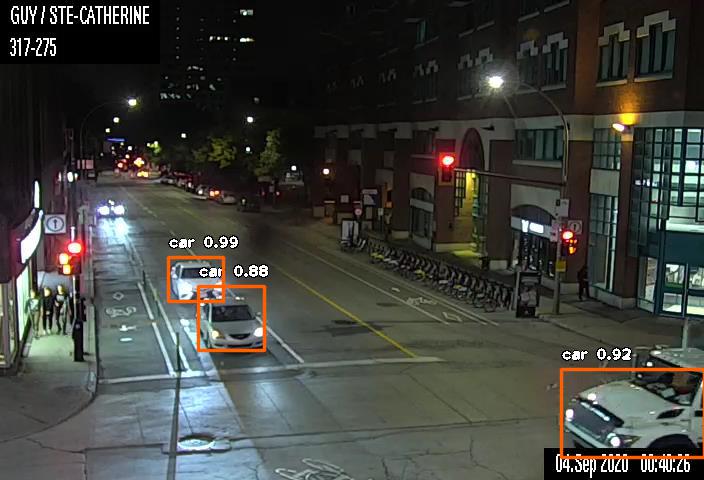 GUY / STE-CATHERINE
317-275
car 0.99
car 0.88
car 0.92
04.Sep 2020 00:40:26